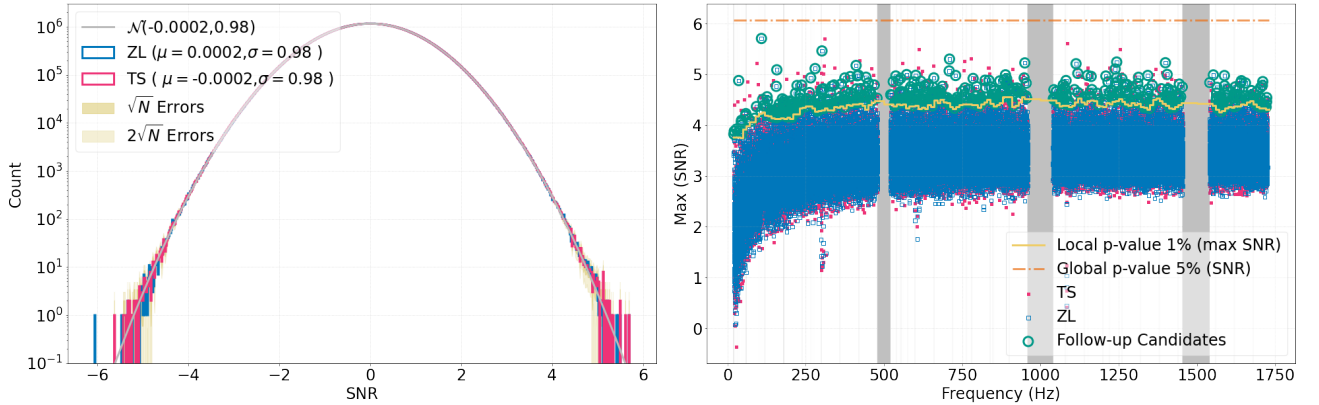 10⁶
10⁵
10⁴
10³
10²
10¹
10⁰
10⁻¹
Count
𝒩(-0.0002,0.98)
ZL (μ = 0.0002,σ = 0.98 )
TS ( μ = -0.0002,σ = 0.98 )
√N Errors
2√N Errors
−6 −4 −2 0 2 4 6
SNR
6
5
4
3
2
1
0
Max (SNR)
Local p-value 1% (max SNR)
Global p-value 5% (SNR)
TS
ZL
Follow-up Candidates
0 250 500 750 1000 1250 1500 1750
Frequency (Hz)